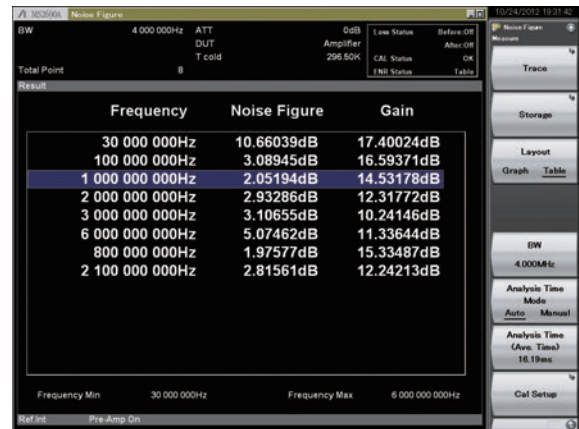 MS2690A Noise Figure
10/24/2012 19:31:42
BW 4 000 000Hz ATT 0dB
DUT Amplifier
T cold 296.50K
Total Point 8
Loss Status Before:Off
After:Off
CAL Status OK
ENR Status Table
Result
Frequency Noise Figure Gain
30 000 000Hz 10.66039dB 17.40024dB
100 000 000Hz 3.08945dB 16.59371dB
1 000 000 000Hz 2.05194dB 14.53178dB
2 000 000 000Hz 2.93286dB 12.31772dB
3 000 000 000Hz 3.10655dB 10.24146dB
6 000 000 000Hz 5.07462dB 11.33644dB
800 000 000Hz 1.97577dB 15.33487dB
2 100 000 000Hz 2.81561dB 12.24213dB
Frequency Min 30 000 000Hz Frequency Max 6 000 000 000Hz
Ref.Int Pre-Amp On
Noise Figure
Measure
Trace
Storage
Layout
Graph Table
BW
4.000MHz
Analysis Time
Mode
Auto Manual
Analysis Time
(Ave. Time)
16.19ms
Cal Setup